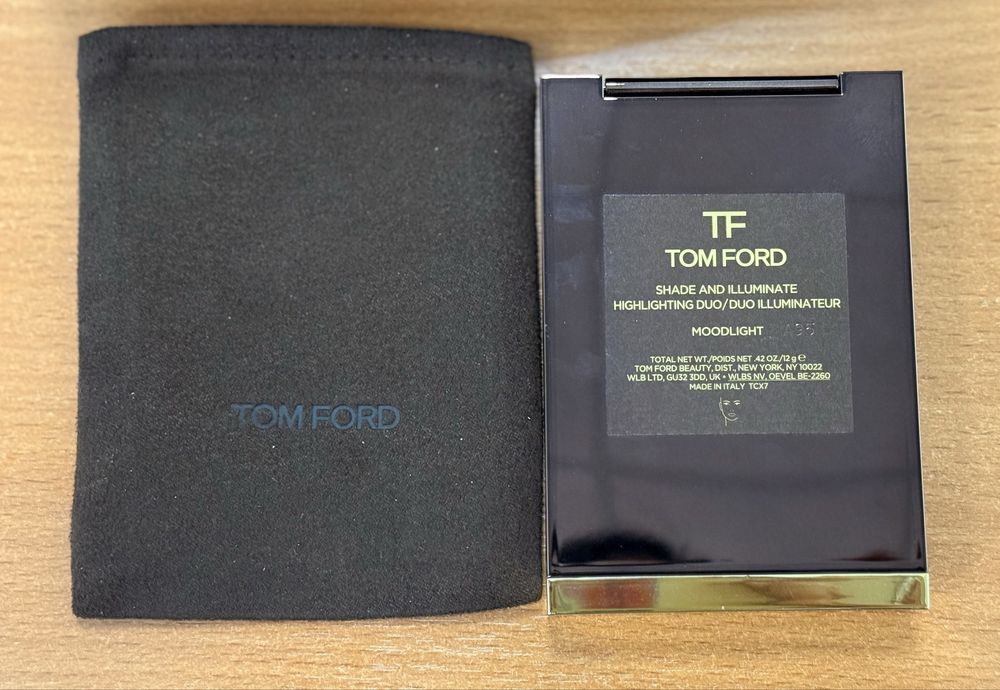 TOM FORD
TF
TOM FORD
SHADE AND ILLUMINATE
HIGHLIGHTING DUO/DUO ILLUMINATEUR
MOODLIGHT
TOTAL NET WT./POIDS NET .42 OZ./12 g ℮
TOM FORD BEAUTY, DIST., NEW YORK, NY 10022
WLB LTD, GU32 3DD, UK • WLBS NV, OEVEL BE-2260
MADE IN ITALY TCX7